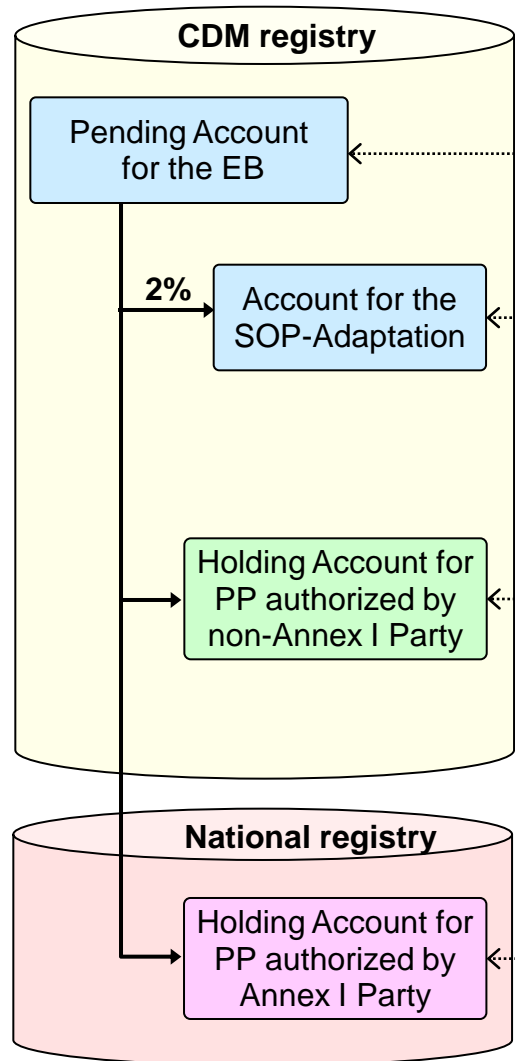 CDM registry
Pending Account
for the EB
2%
Account for the
SOP-Adaptation
Holding Account for
PP authorized by
non-Annex I Party
National registry
Holding Account for
PP authorized by
Annex I Party